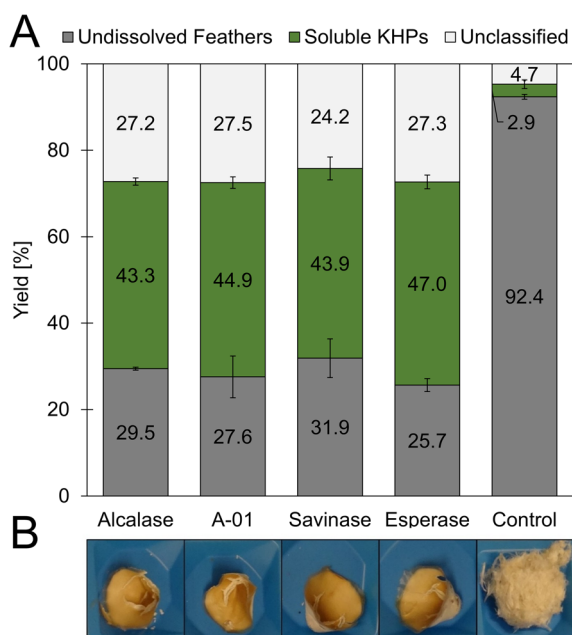 A
Undissolved Feathers Soluble KHPs Unclassified
Yield [%]
100
80
60
40
20
0
27.2 27.5 24.2 27.3 4.7
2.9
43.3 44.9 43.9 47.0
92.4
29.5 27.6 31.9 25.7
Alcalase A-01 Savinase Esperase Control
B